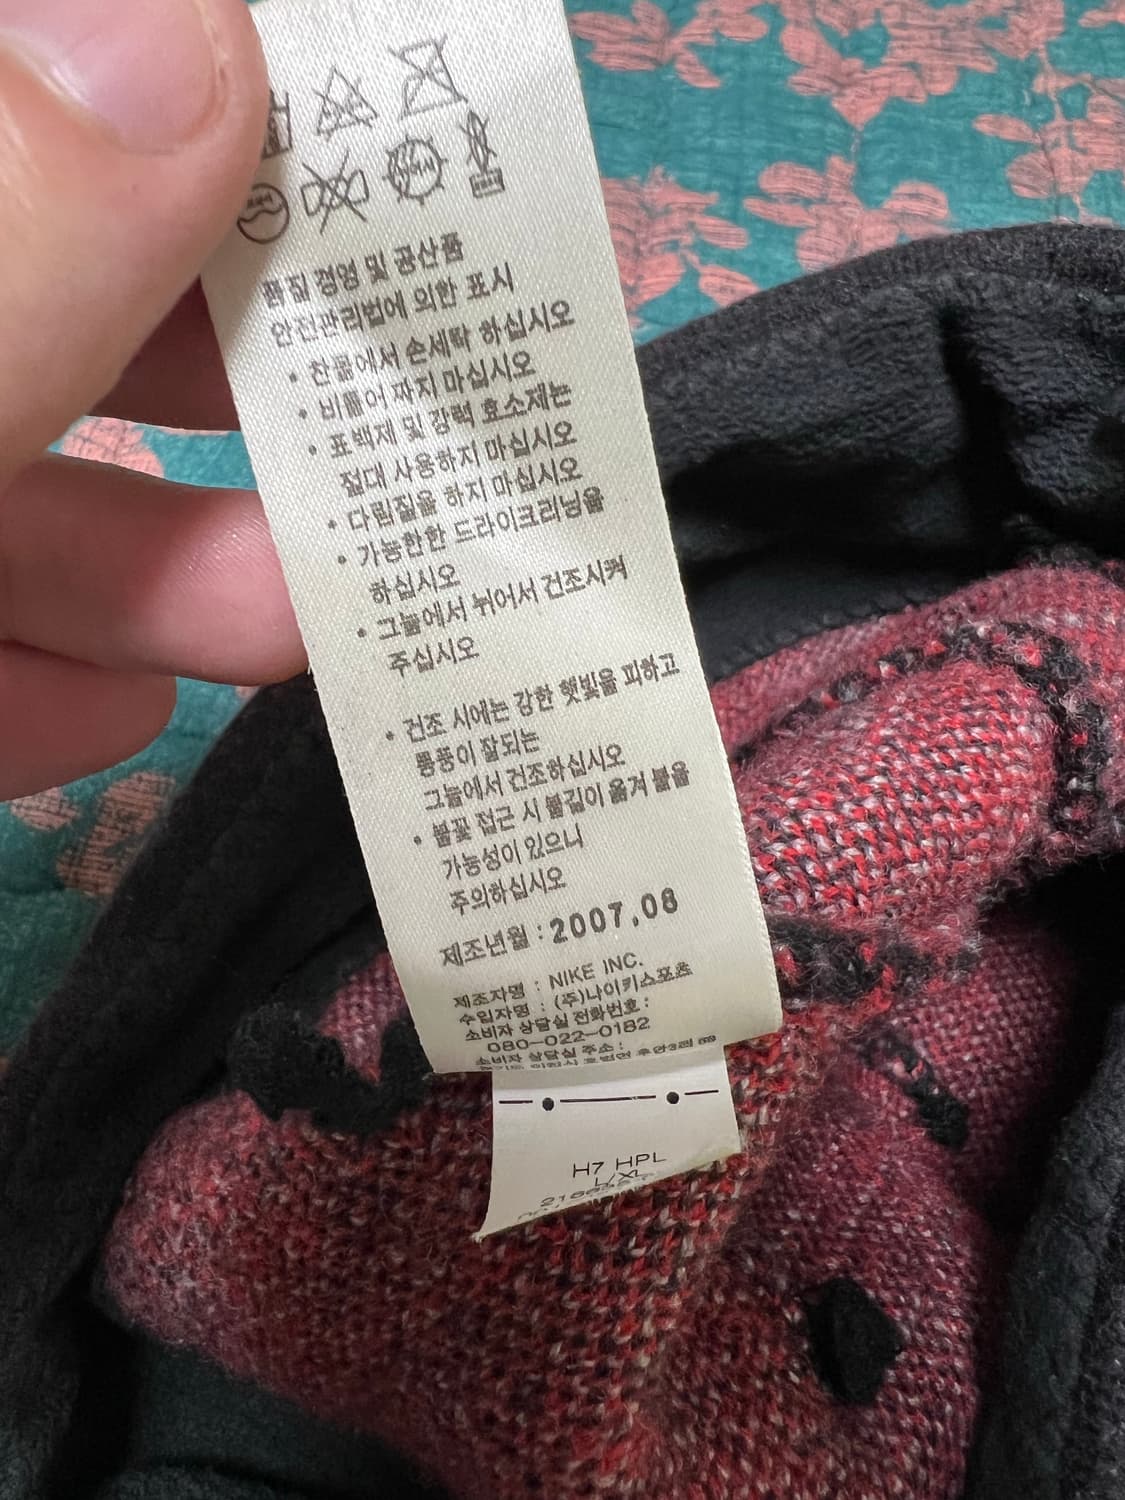 품질경영 및 공산품
안전관리법에 의한 표시
• 찬물에서 손세탁 하십시오
• 비틀어 짜지 마십시오
• 표백제 및 강력 효소제는
절대 사용하지 마십시오
• 다림질을 하지 마십시오
• 가능한한 드라이크리닝을
하십시오
• 그늘에서 뉘어서 건조시켜
주십시오
• 건조 시에는 강한 햇빛을 피하고
통풍이 잘되는
그늘에서 건조하십시오
• 불꽃 접근 시 불길이 옮겨 붙을
가능성이 있으니
주의하십시오
제조년월 : 2007.08
제조자명 : NIKE INC.
수입자명 : (주)나이키스포츠
소비자 상담실 전화번호 :
080-022-0182
소비자 상담실 주소 :
H7 HPL
L/XL